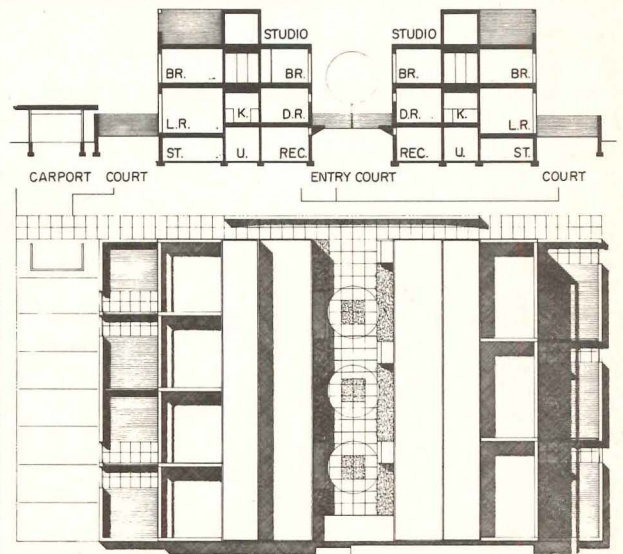 STUDIO STUDIO
BR. BR. BR. BR.
L.R. K. D.R. D.R. K. L.R.
ST. U. REC. REC. U. ST.
CARPORT COURT ENTRY COURT COURT